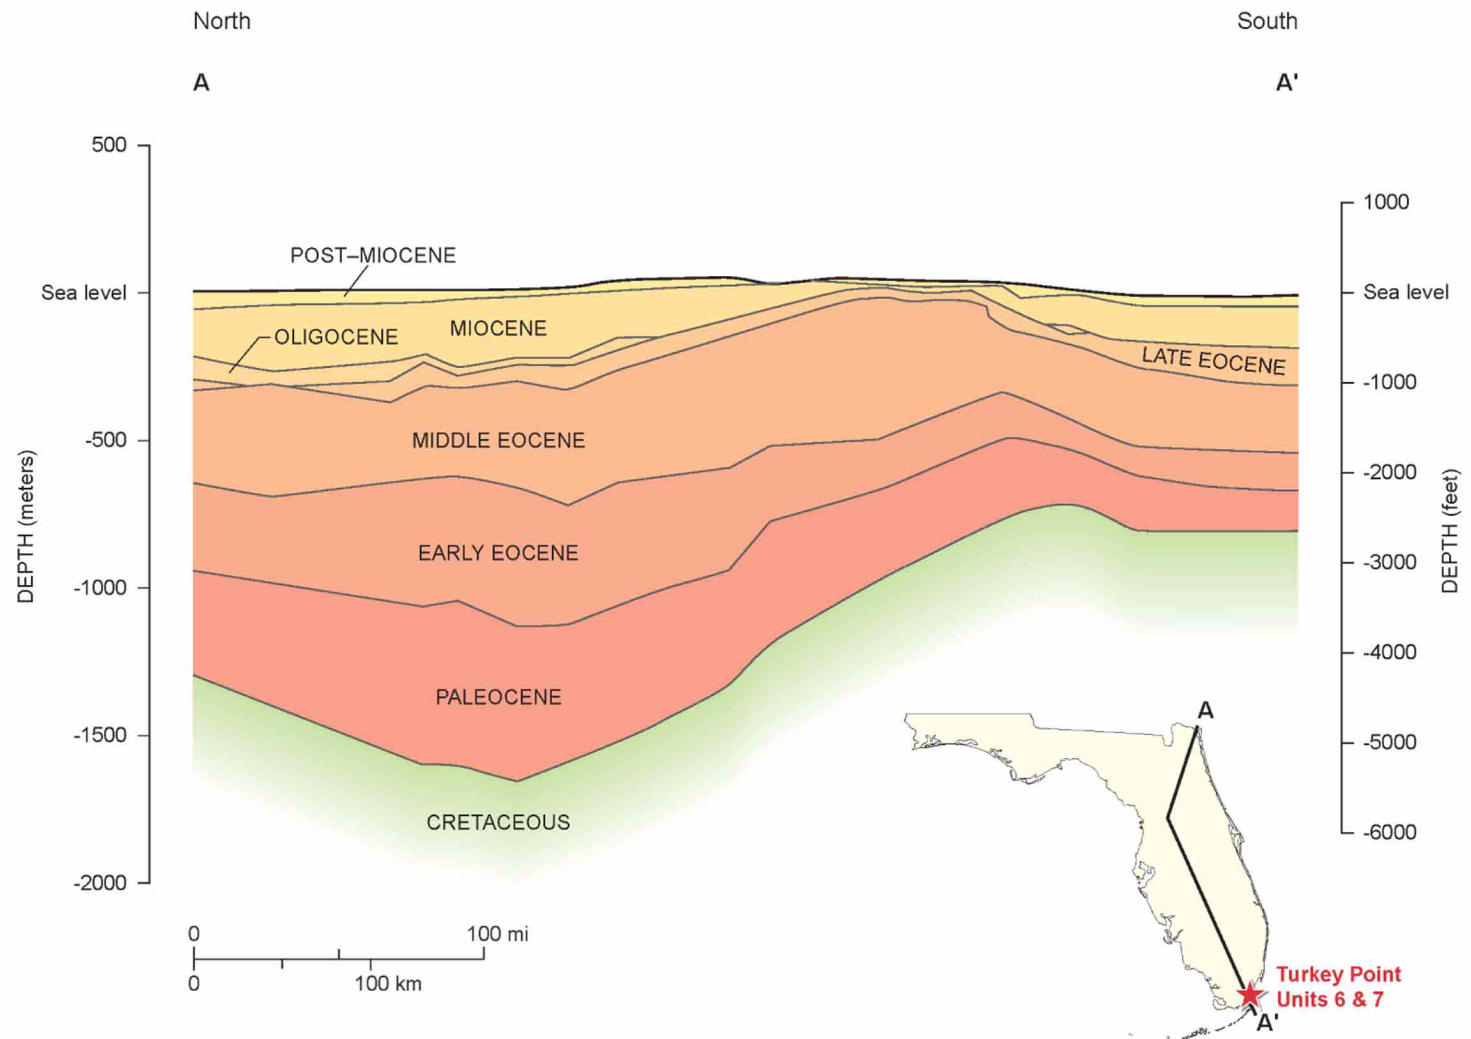 North
South
A
A'
500
1000
POST–MIOCENE
Sea level
Sea level
OLIGOCENE
MIOCENE
LATE EOCENE
-1000
-500
MIDDLE EOCENE
-2000
DEPTH (meters)
DEPTH (feet)
EARLY EOCENE
-3000
-1000
-4000
PALEOCENE
A
-1500
-5000
CRETACEOUS
-6000
-2000
0
100 mi
0
100 km
Turkey Point
Units 6 & 7
A'